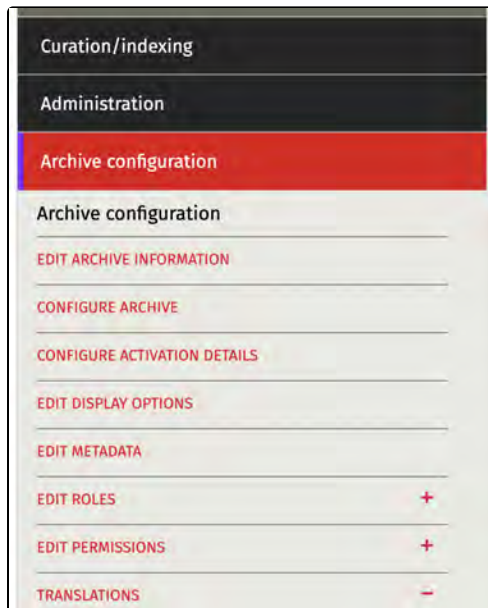 Curation/indexing
Administration
Archive configuration
Archive configuration
EDIT ARCHIVE INFORMATION
CONFIGURE ARCHIVE
CONFIGURE ACTIVATION DETAILS
EDIT DISPLAY OPTIONS
EDIT METADATA
EDIT ROLES +
EDIT PERMISSIONS +
TRANSLATIONS −